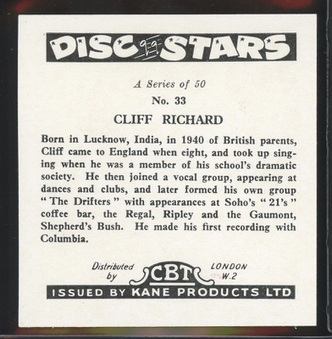 DISC STARS
A Series of 50
No. 33
CLIFF RICHARD
Born in Lucknow, India, in 1940 of British parents,
Cliff came to England when eight, and took up sing-
ing when he was a member of his school's dramatic
society. He then joined a vocal group, appearing at
dances and clubs, and later formed his own group
"The Drifters" with appearances at Soho's "21's"
coffee bar, the Regal, Ripley and the Gaumont,
Shepherd's Bush. He made his first recording with
Columbia.
Distributed by CBT LONDON W.2
ISSUED BY KANE PRODUCTS LTD